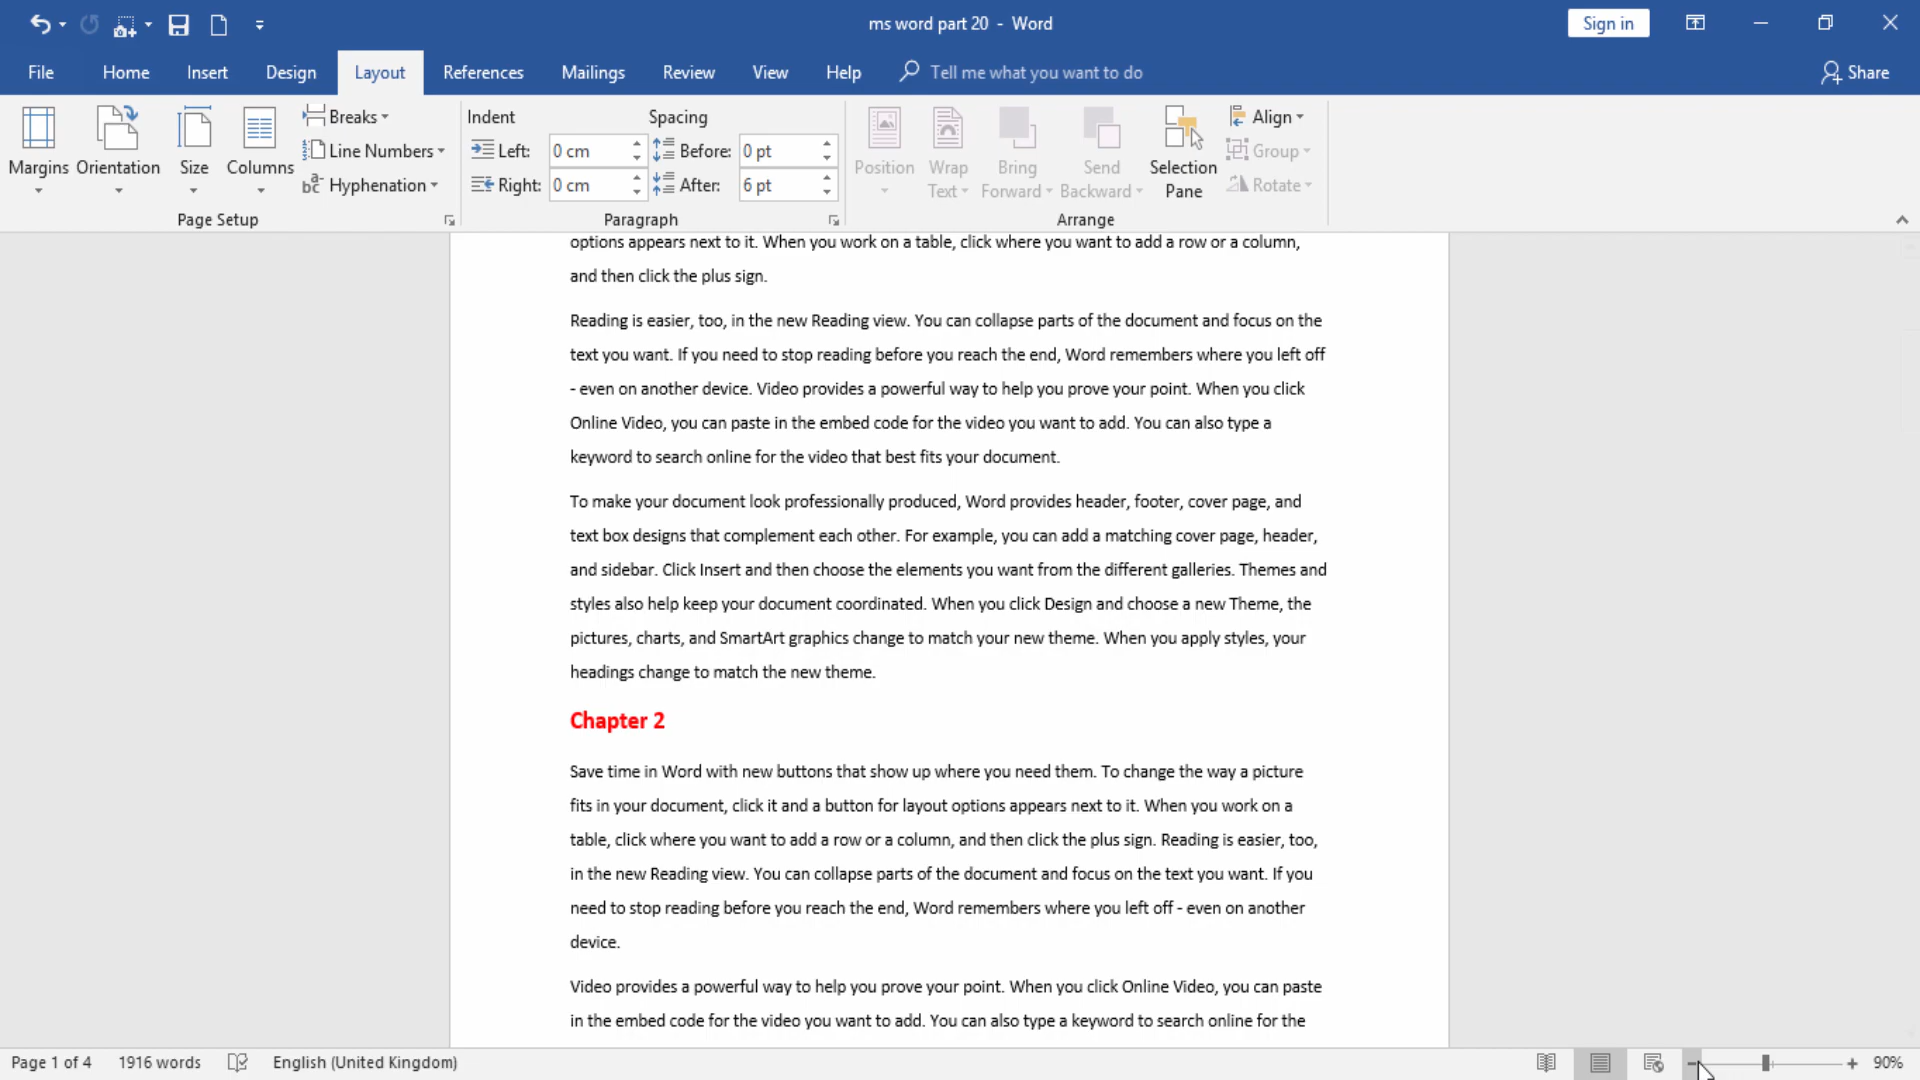 ms word part 20 - Word
Sign in
File Home Insert Design Layout References Mailings Review View Help Tell me what you want to do Share
Margins Orientation Size Columns
Breaks
Line Numbers
Hyphenation
Page Setup
Indent Spacing
Left: 0 cm Before: 0 pt
Right: 0 cm After: 6 pt
Paragraph
Position Wrap Text Bring Forward Send Backward Selection Pane
Align
Group
Rotate
Arrange
options appears next to it. When you work on a table, click where you want to add a row or a column,
and then click the plus sign.
Reading is easier, too, in the new Reading view. You can collapse parts of the document and focus on the
text you want. If you need to stop reading before you reach the end, Word remembers where you left off
- even on another device. Video provides a powerful way to help you prove your point. When you click
Online Video, you can paste in the embed code for the video you want to add. You can also type a
keyword to search online for the video that best fits your document.
To make your document look professionally produced, Word provides header, footer, cover page, and
text box designs that complement each other. For example, you can add a matching cover page, header,
and sidebar. Click Insert and then choose the elements you want from the different galleries. Themes and
styles also help keep your document coordinated. When you click Design and choose a new Theme, the
pictures, charts, and SmartArt graphics change to match your new theme. When you apply styles, your
headings change to match the new theme.
Chapter 2
Save time in Word with new buttons that show up where you need them. To change the way a picture
fits in your document, click it and a button for layout options appears next to it. When you work on a
table, click where you want to add a row or a column, and then click the plus sign. Reading is easier, too,
in the new Reading view. You can collapse parts of the document and focus on the text you want. If you
need to stop reading before you reach the end, Word remembers where you left off - even on another
device.
Video provides a powerful way to help you prove your point. When you click Online Video, you can paste
in the embed code for the video you want to add. You can also type a keyword to search online for the
Page 1 of 4 1916 words English (United Kingdom) 90%